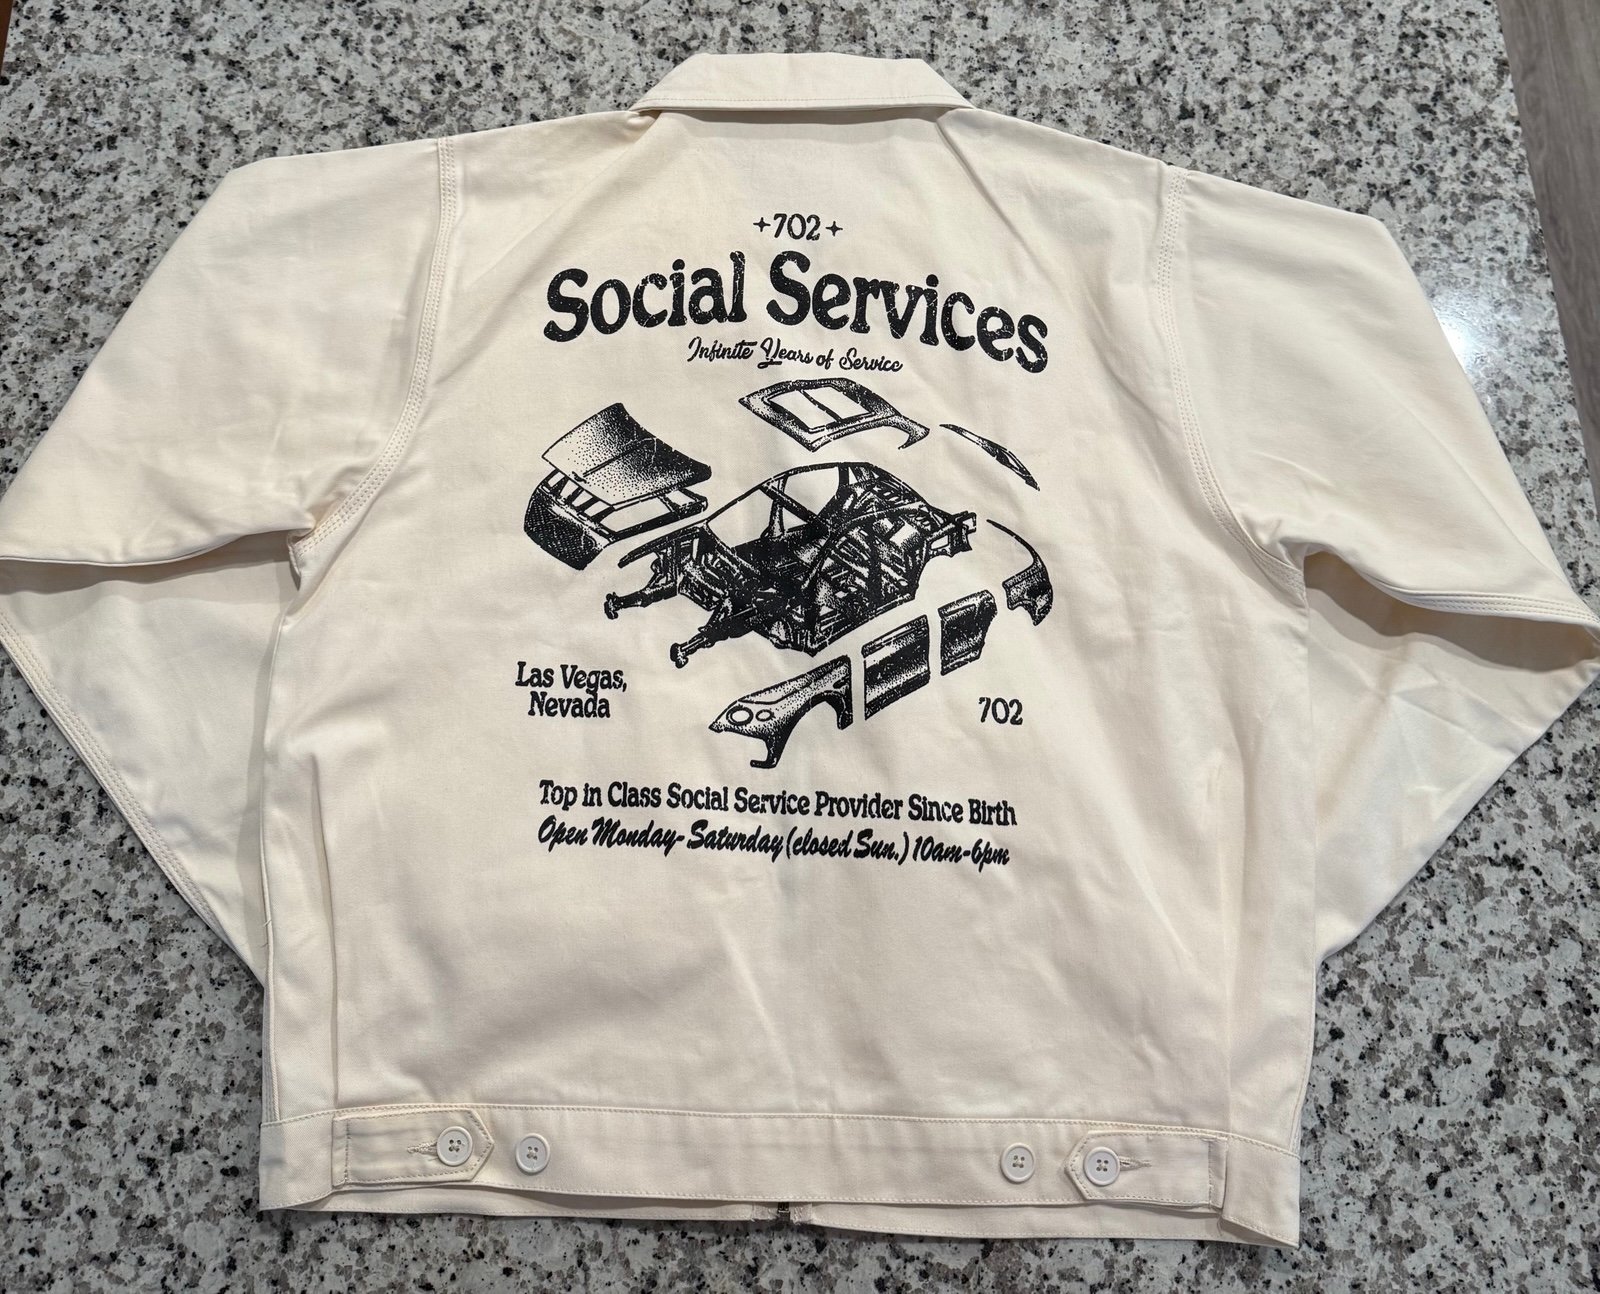 702
Social Services
Infinite Years of Service
Las Vegas,
Nevada
702
Top in Class Social Service Provider Since Birth
Open Monday-Saturday (closed Sun.) 10am-6pm